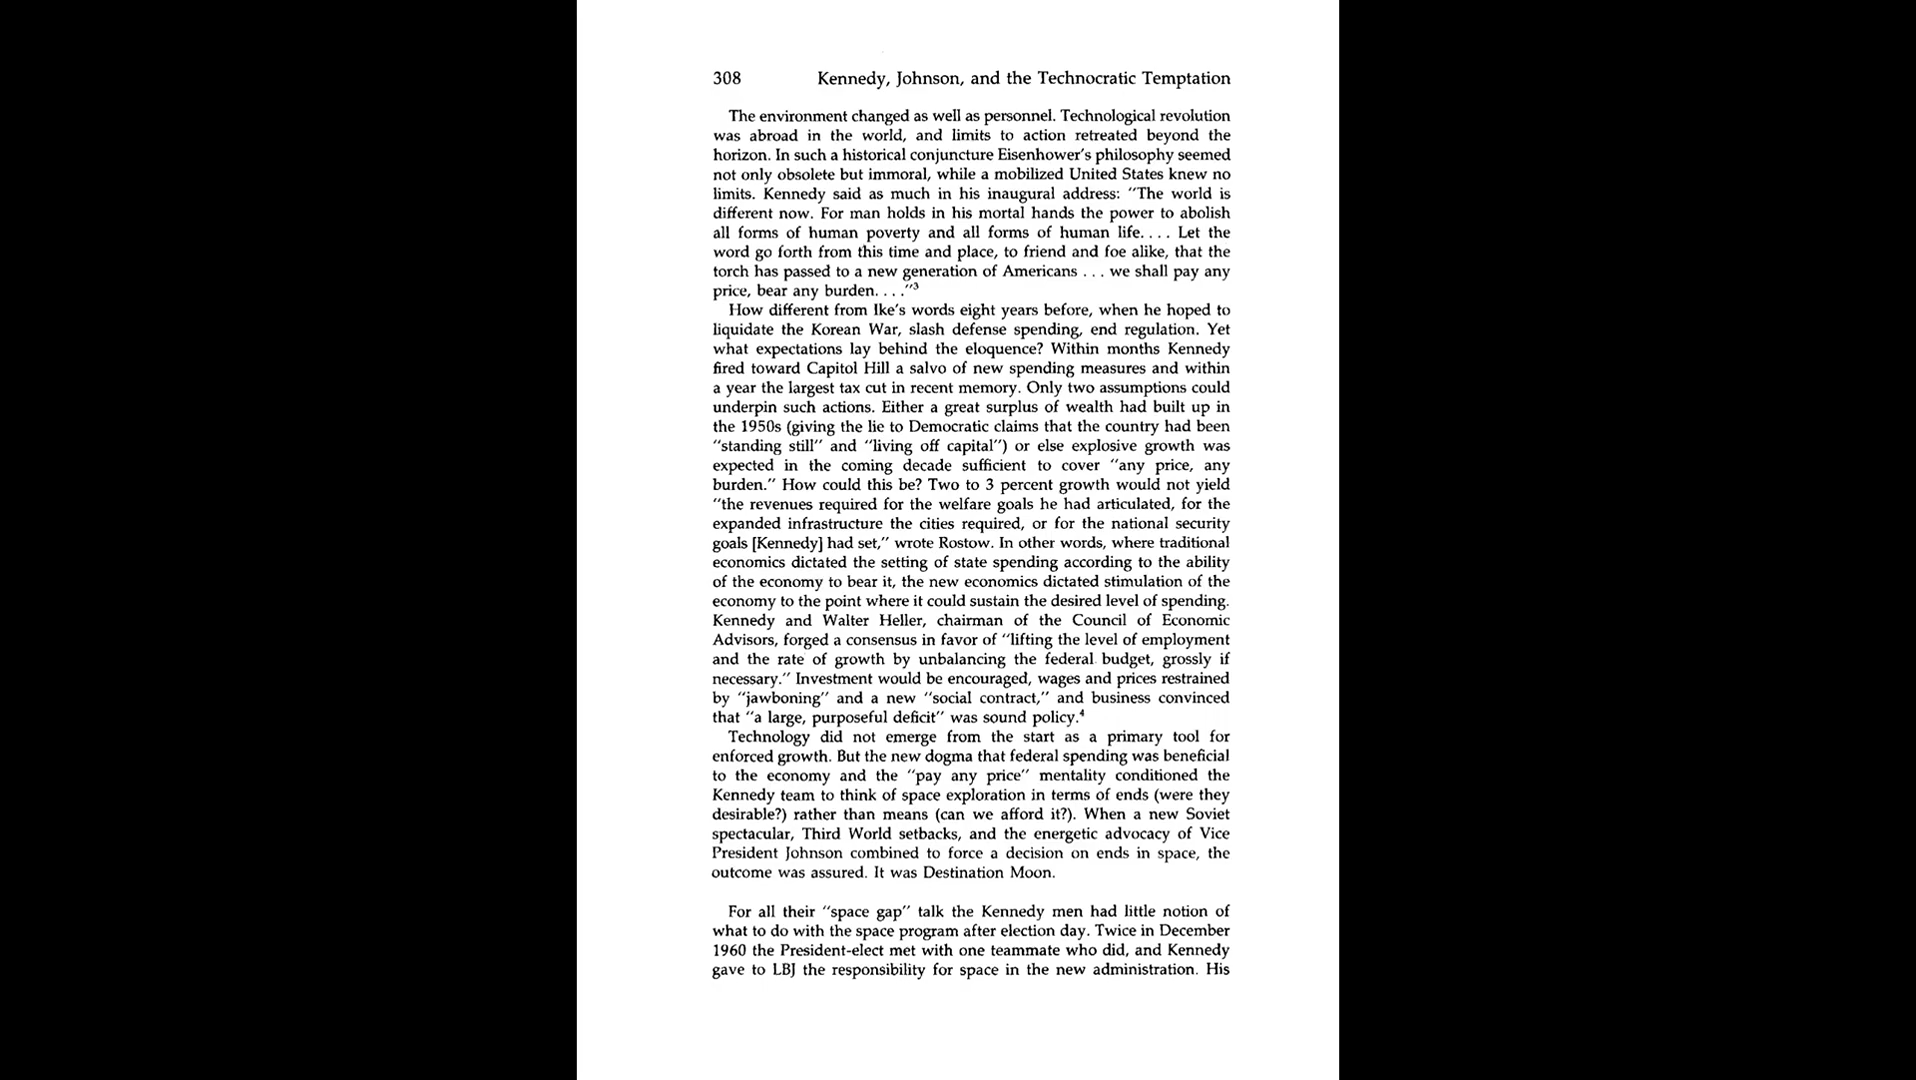 308 Kennedy, Johnson, and the Technocratic Temptation
The environment changed as well as personnel. Technological revolution
was abroad in the world, and limits to action retreated beyond the
horizon. In such a historical conjuncture Eisenhower's philosophy seemed
not only obsolete but immoral, while a mobilized United States knew no
limits. Kennedy said as much in his inaugural address: "The world is
different now. For man holds in his mortal hands the power to abolish
all forms of human poverty and all forms of human life. . . . Let the
word go forth from this time and place, to friend and foe alike, that the
torch has passed to a new generation of Americans . . . we shall pay any
price, bear any burden. . . ."³
How different from Ike's words eight years before, when he hoped to
liquidate the Korean War, slash defense spending, end regulation. Yet
what expectations lay behind the eloquence? Within months Kennedy
fired toward Capitol Hill a salvo of new spending measures and within
a year the largest tax cut in recent memory. Only two assumptions could
underpin such actions. Either a great surplus of wealth had built up in
the 1950s (giving the lie to Democratic claims that the country had been
"standing still" and "living off capital") or else explosive growth was
expected in the coming decade sufficient to cover "any price, any
burden." How could this be? Two to 3 percent growth would not yield
"the revenues required for the welfare goals he had articulated, for the
expanded infrastructure the cities required, or for the national security
goals [Kennedy] had set," wrote Rostow. In other words, where traditional
economics dictated the setting of state spending according to the ability
of the economy to bear it, the new economics dictated stimulation of the
economy to the point where it could sustain the desired level of spending.
Kennedy and Walter Heller, chairman of the Council of Economic
Advisors, forged a consensus in favor of "lifting the level of employment
and the rate of growth by unbalancing the federal budget, grossly if
necessary." Investment would be encouraged, wages and prices restrained
by "jawboning" and a new "social contract," and business convinced
that "a large, purposeful deficit" was sound policy.⁴
Technology did not emerge from the start as a primary tool for
enforced growth. But the new dogma that federal spending was beneficial
to the economy and the "pay any price" mentality conditioned the
Kennedy team to think of space exploration in terms of ends (were they
desirable?) rather than means (can we afford it?). When a new Soviet
spectacular, Third World setbacks, and the energetic advocacy of Vice
President Johnson combined to force a decision on ends in space, the
outcome was assured. It was Destination Moon.
For all their "space gap" talk the Kennedy men had little notion of
what to do with the space program after election day. Twice in December
1960 the President-elect met with one teammate who did, and Kennedy
gave to LBJ the responsibility for space in the new administration. His